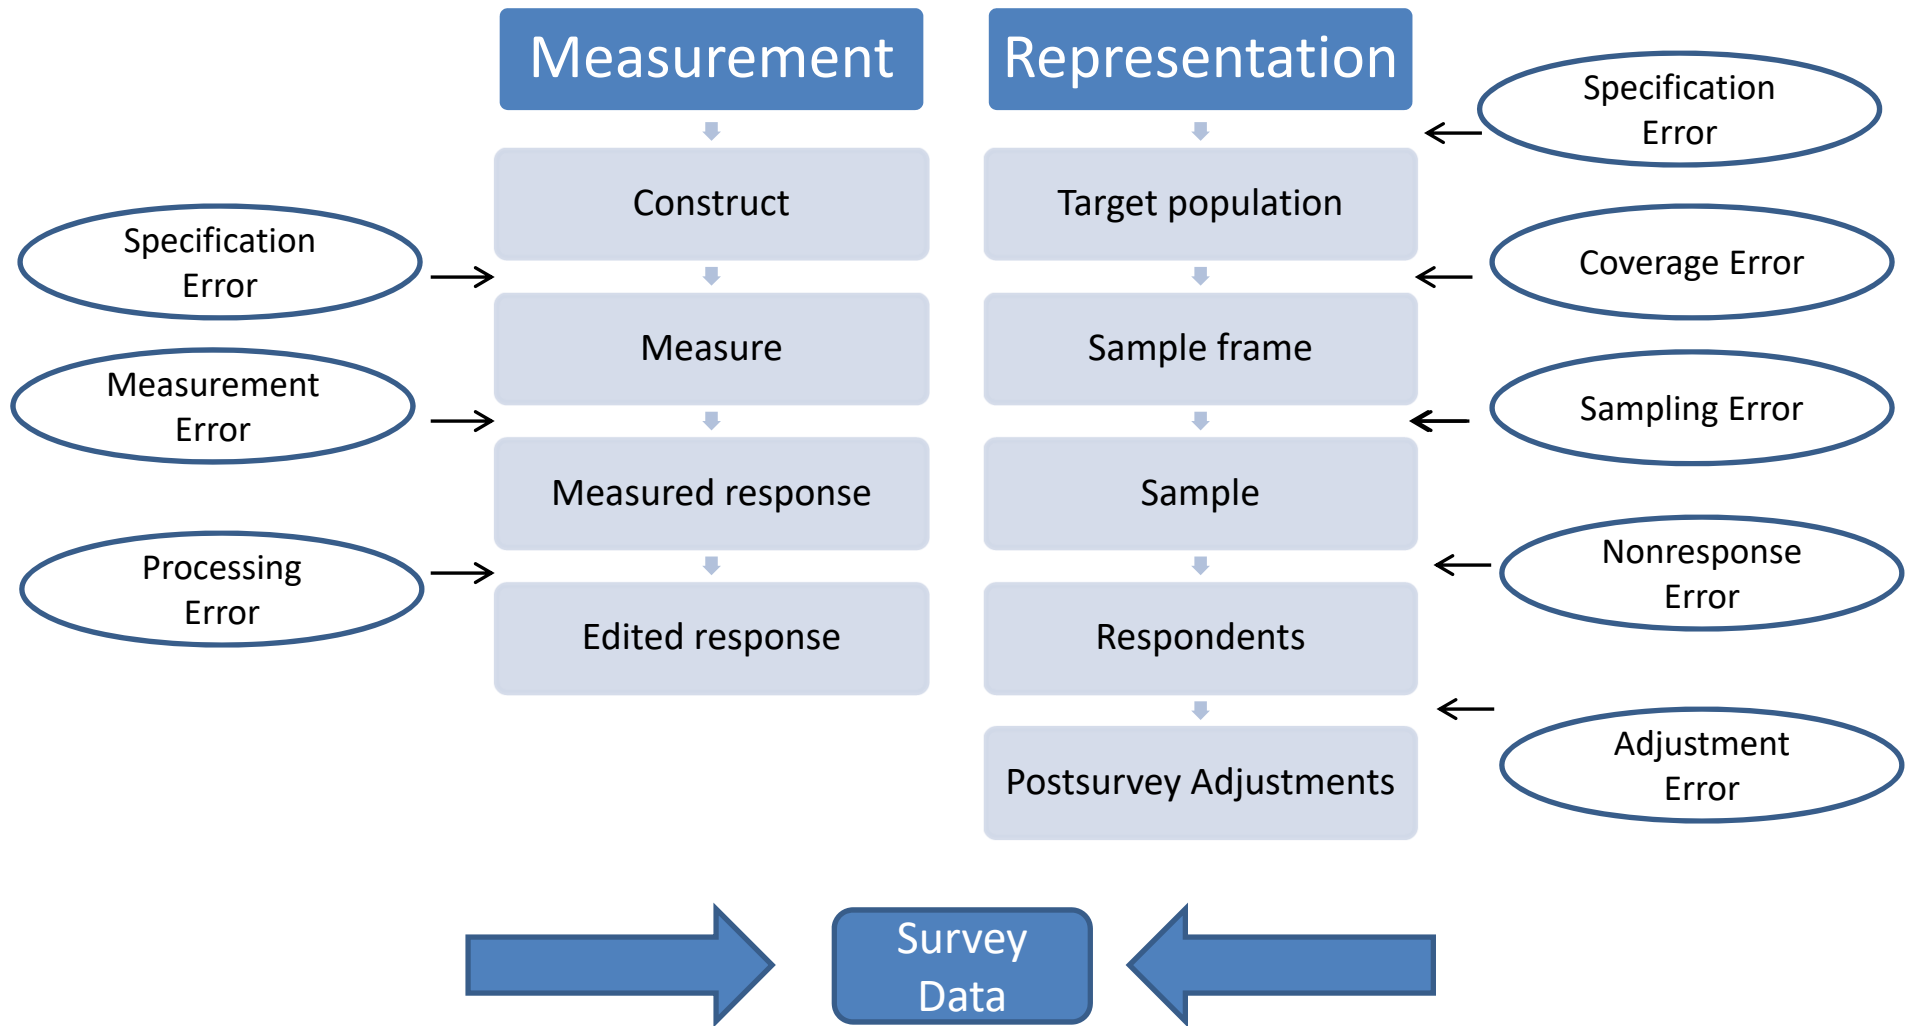 Measurement
Representation
Specification
Error
Construct
Target population
Specification
Error
Coverage Error
Measure
Sample frame
Measurement
Error
Sampling Error
Measured response
Sample
Processing
Error
Nonresponse
Error
Edited response
Respondents
Adjustment
Error
Postsurvey Adjustments
Survey
Data